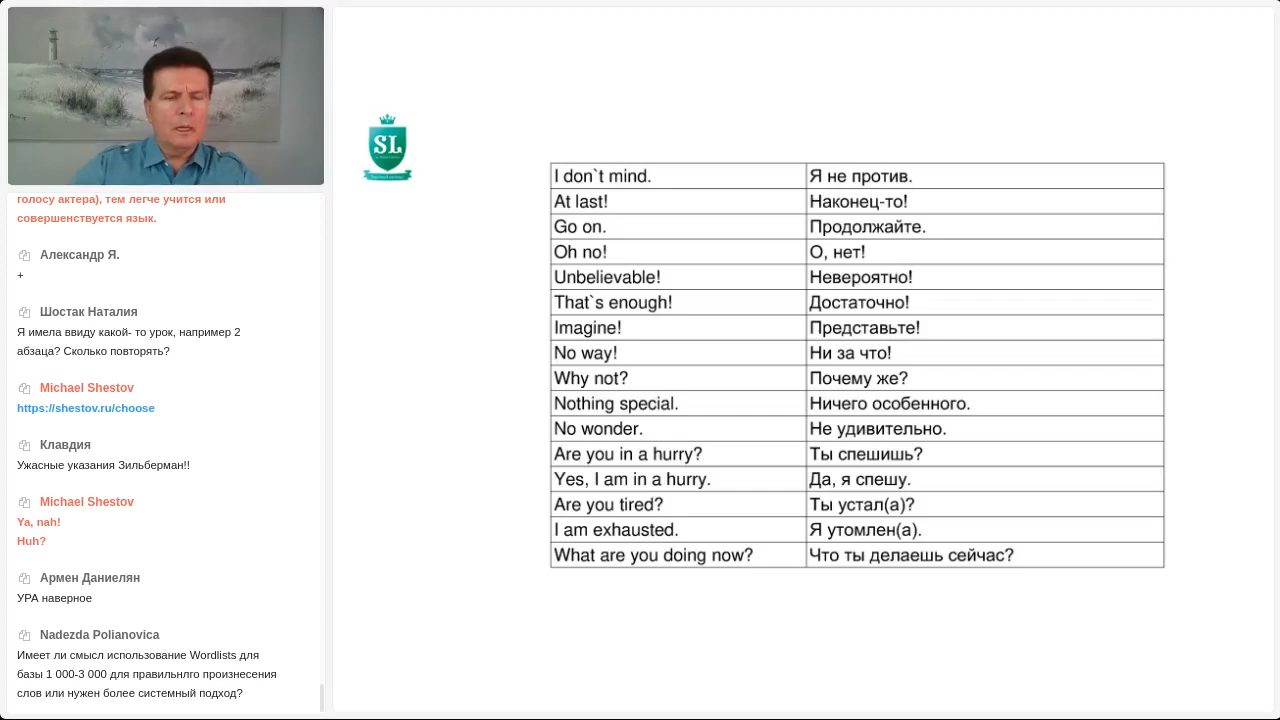 голосу актера), тем легче учится или
совершенствуется язык.
Александр Я.
+
Шостак Наталия
Я имела ввиду какой- то урок, например 2
абзаца? Сколько повторять?
Michael Shestov
https://shestov.ru/choose
Клавдия
Ужасные указания Зильберман!!
Michael Shestov
Ya, nah!
Huh?
Армен Даниелян
УРА наверное
Nadezda Polianovica
Имеет ли смысл использование Wordlists для
базы 1 000-3 000 для правильнлго произнесения
слов или нужен более системный подход?
SL
I don`t mind. Я не против.
At last! Наконец-то!
Go on. Продолжайте.
Oh no! О, нет!
Unbelievable! Невероятно!
That`s enough! Достаточно!
Imagine! Представьте!
No way! Ни за что!
Why not? Почему же?
Nothing special. Ничего особенного.
No wonder. Не удивительно.
Are you in a hurry? Ты спешишь?
Yes, I am in a hurry. Да, я спешу.
Are you tired? Ты устал(а)?
I am exhausted. Я утомлен(а).
What are you doing now? Что ты делаешь сейчас?